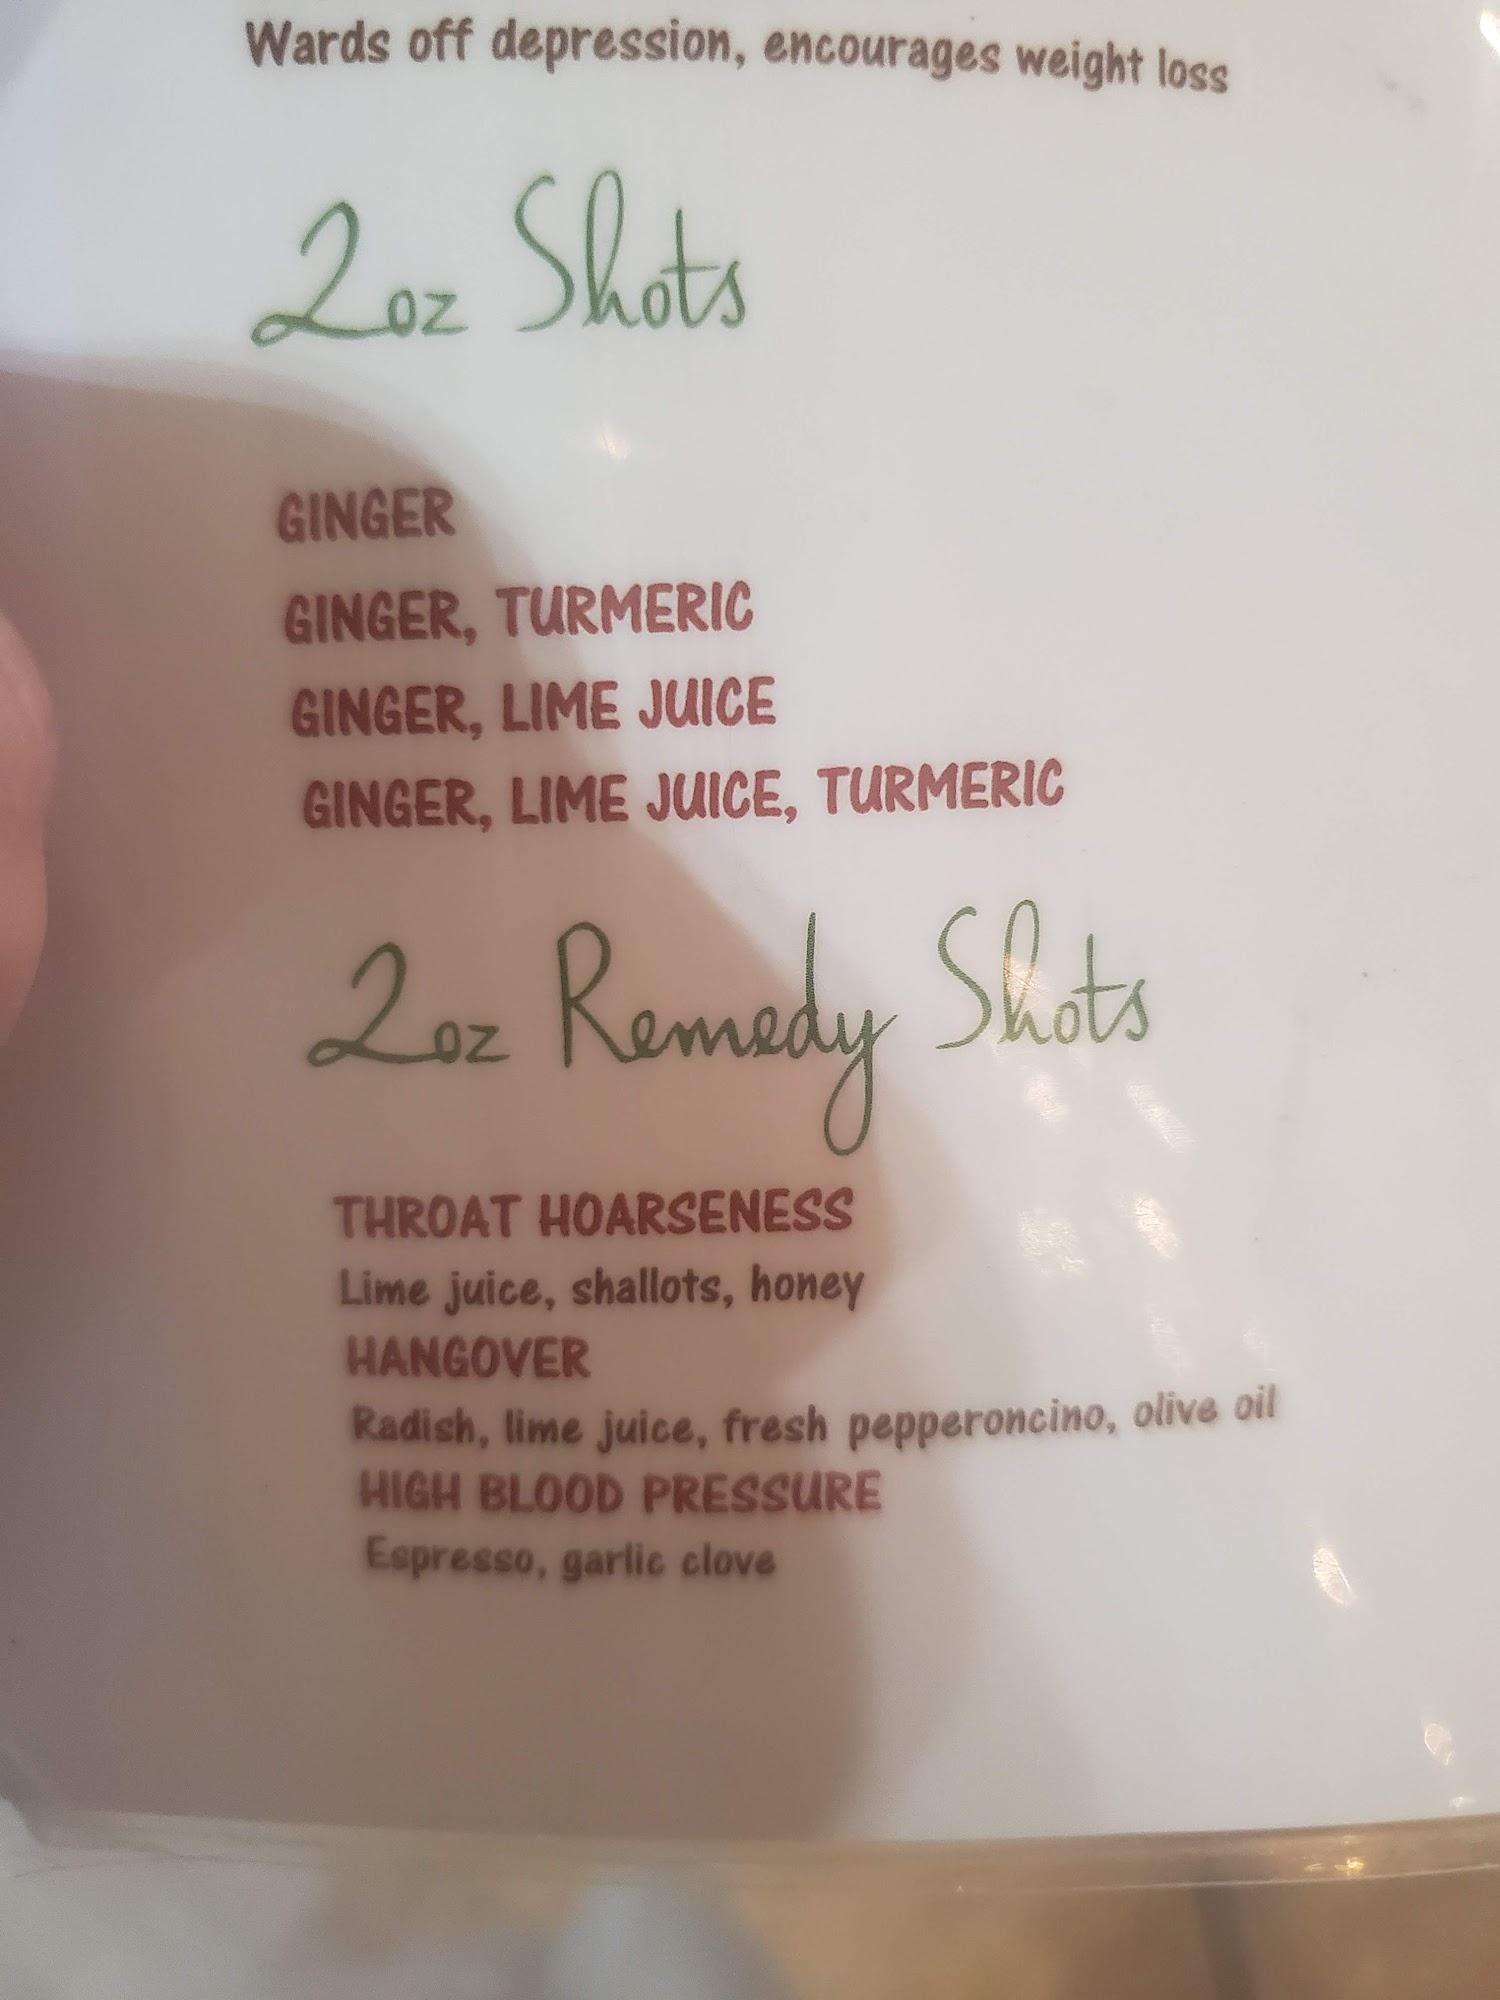 Wards off depression, encourages weight loss
2oz Shots
GINGER
GINGER, TURMERIC
GINGER, LIME JUICE
GINGER, LIME JUICE, TURMERIC
2oz Remedy Shots
THROAT HOARSENESS
Lime juice, shallots, honey
HANGOVER
Radish, lime juice, fresh pepperoncino, olive oil
HIGH BLOOD PRESSURE
Espresso, garlic clove